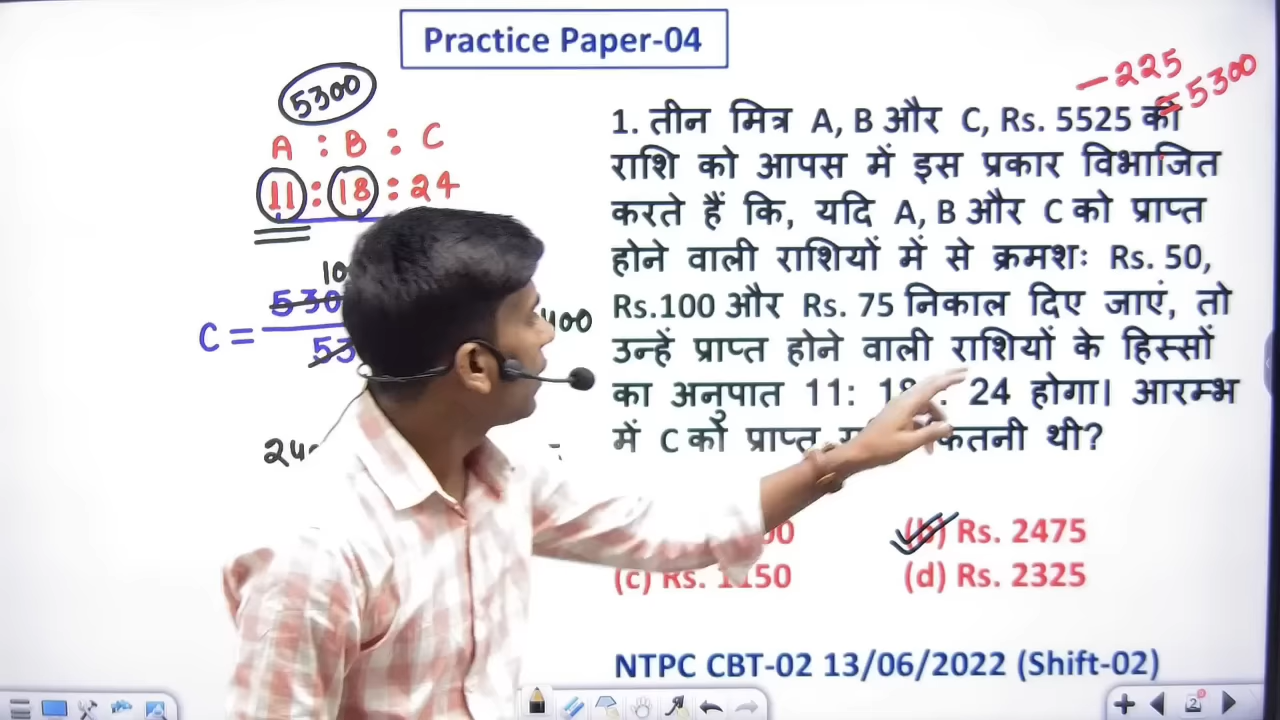 Practice Paper-04
5300
A : B : C
11 : 18 : 24
C =
400
- 225
= 5300
1. तीन मित्र A, B और C, Rs. 5525 की
राशि को आपस में इस प्रकार विभाजित
करते हैं कि, यदि A, B और C को प्राप्त
होने वाली राशियों में से क्रमशः Rs. 50,
Rs.100 और Rs. 75 निकाल दिए जाएं, तो
उन्हें प्राप्त होने वाली राशियों के हिस्सों
का अनुपात 11: 18 : 24 होगा। आरम्भ
में C को प्राप्त थी?
(b) Rs. 2475
(c) Rs. 1150
(d) Rs. 2325
NTPC CBT-02 13/06/2022 (Shift-02)